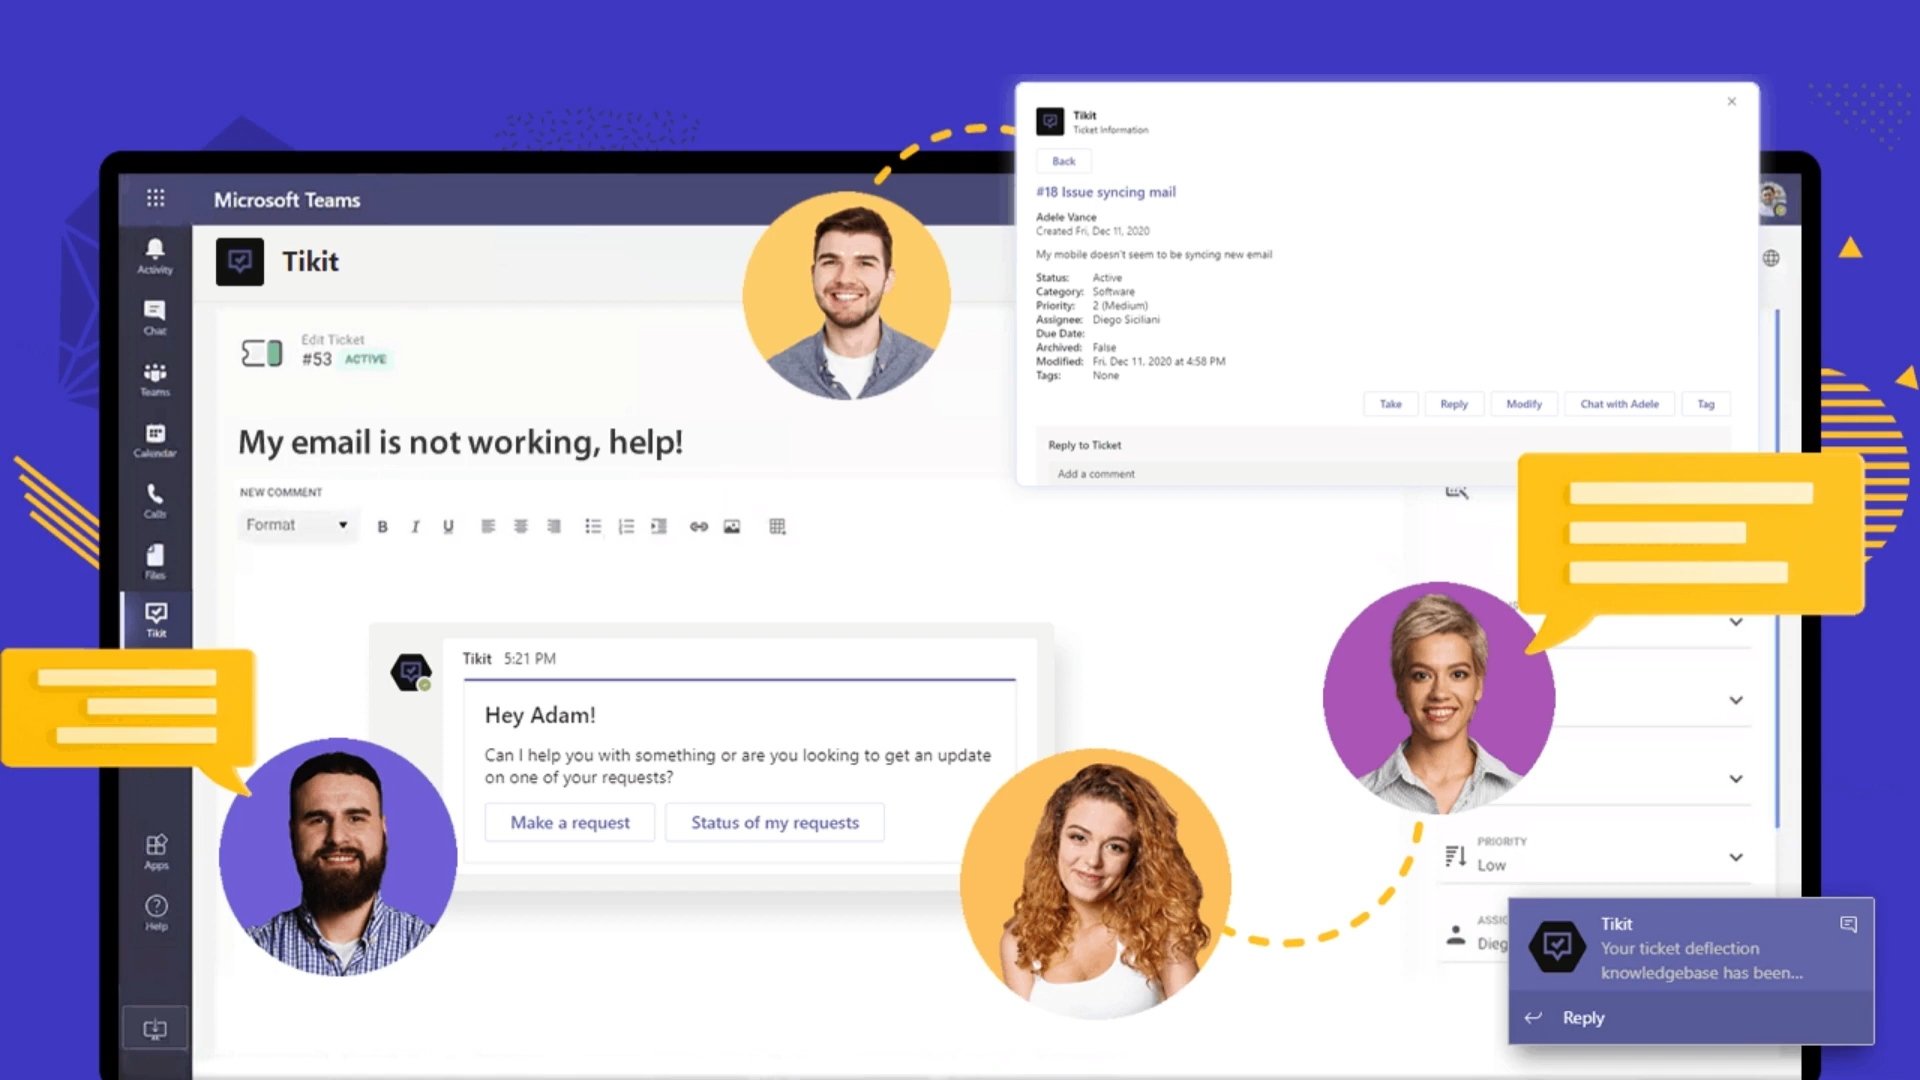 Microsoft Teams
Activity
Chat
Teams
Calendar
Calls
Files
Tikit
Apps
Help
Tikit
Edit Ticket
#53 ACTIVE
My email is not working, help!
NEW COMMENT
Format
B I U
Tikit 5:21 PM
Hey Adam!
Can I help you with something or are you looking to get an update
on one of your requests?
Make a request
Status of my requests
Tikit
Ticket Information
Back
#18 Issue syncing mail
Adele Vance
Created Fri, Dec 11, 2020
My mobile doesn't seem to be syncing new email
Status: Active
Category: Software
Priority: 2 (Medium)
Assignee: Diego Siciliani
Due Date:
Archived: False
Modified: Fri, Dec 11, 2020 at 4:58 PM
Tags: None
Take
Reply
Modify
Chat with Adele
Tag
Reply to Ticket
Add a comment
PRIORITY
Low
ASSIG
Dieg
Tikit
Your ticket deflection
knowledgebase has been...
Reply